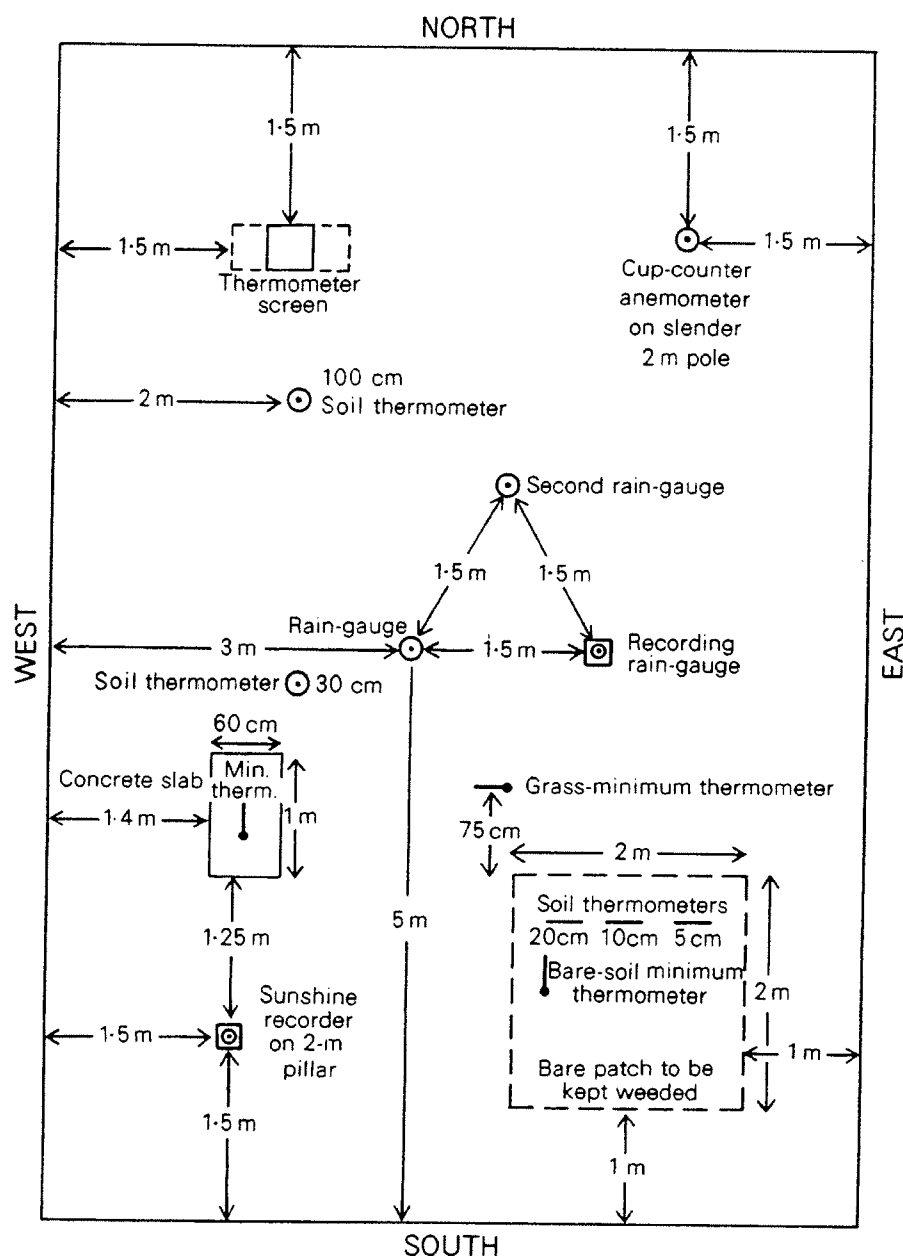 NORTH
1·5 m
1·5 m
1·5 m
1·5 m
Thermometer
screen
Cup-counter
anemometer
on slender
2 m pole
2 m
100 cm
Soil thermometer
Second rain-gauge
1·5 m
1·5 m
WEST
EAST
Rain-gauge
3 m
1·5 m
Recording
rain-gauge
Soil thermometer
30 cm
60 cm
Concrete slab
Min.
therm.
1 m
1·4 m
Grass-minimum thermometer
75 cm
2 m
1·25 m
5 m
Soil thermometers
20cm 10cm 5 cm
Bare-soil minimum
thermometer
2 m
Sunshine
recorder
on 2-m
pillar
1·5 m
1 m
Bare patch to be
kept weeded
1·5 m
1 m
SOUTH